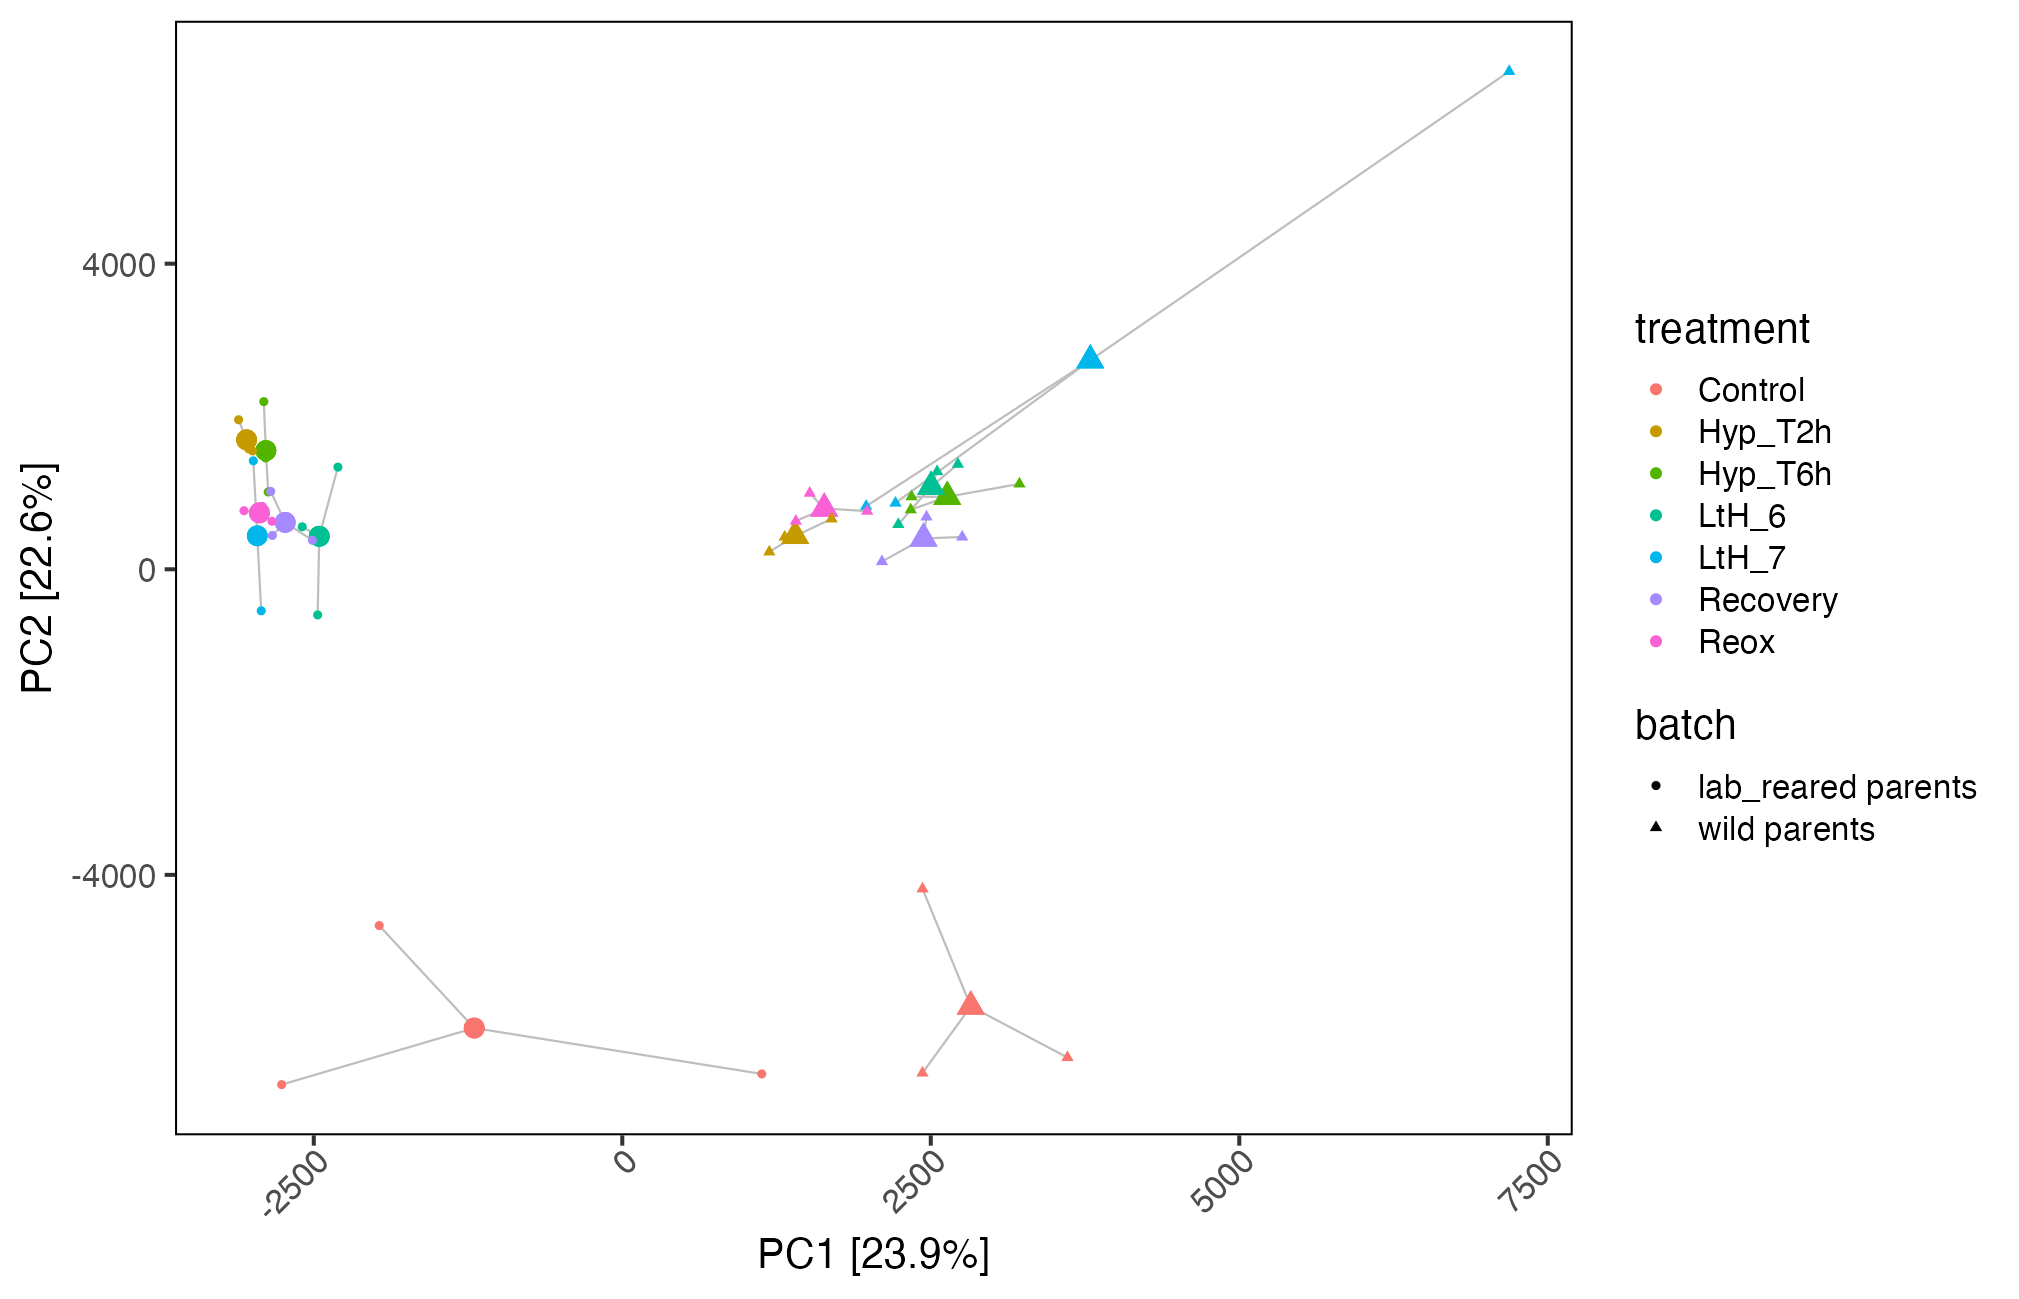 4000
0
-4000
PC2 [22.6%]
-2500
0
2500
5000
7500
PC1 [23.9%]
treatment
Control
Hyp_T2h
Hyp_T6h
LtH_6
LtH_7
Recovery
Reox
batch
lab_reared parents
wild parents